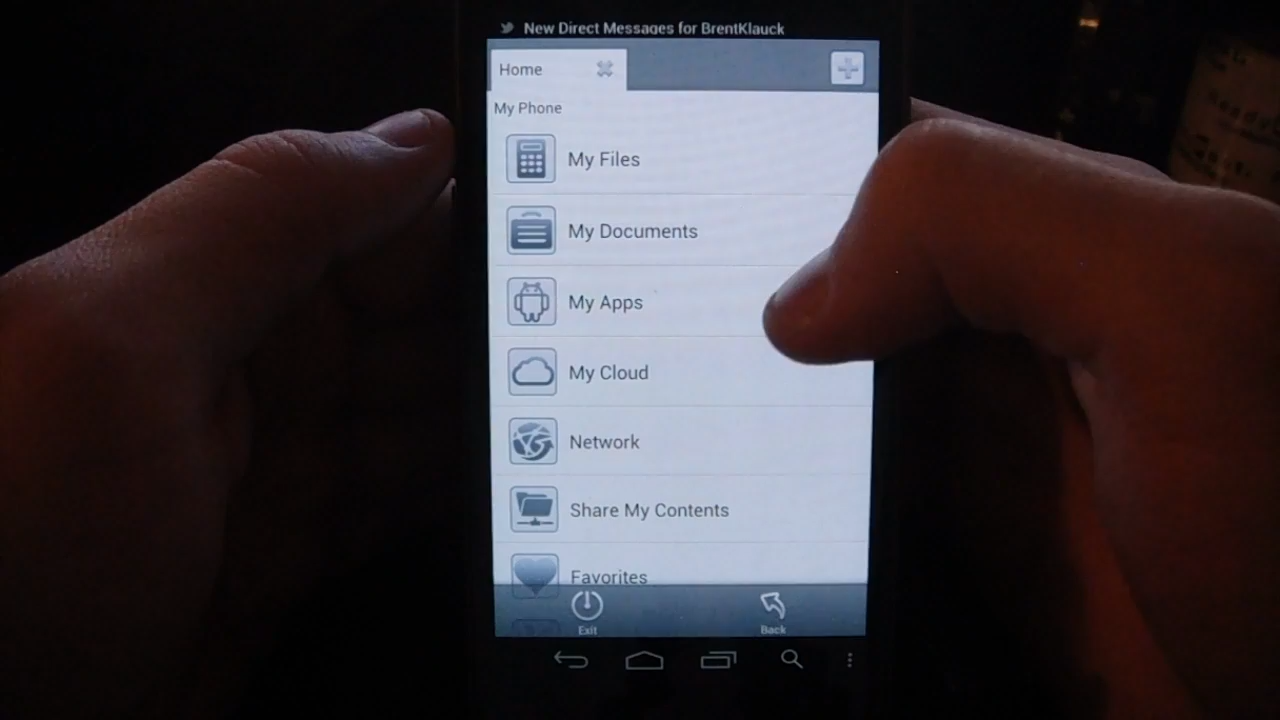 New Direct Messages for BrentKlauck
Home
My Phone
My Files
My Documents
My Apps
My Cloud
Network
Share My Contents
Favorites
Exit
Back